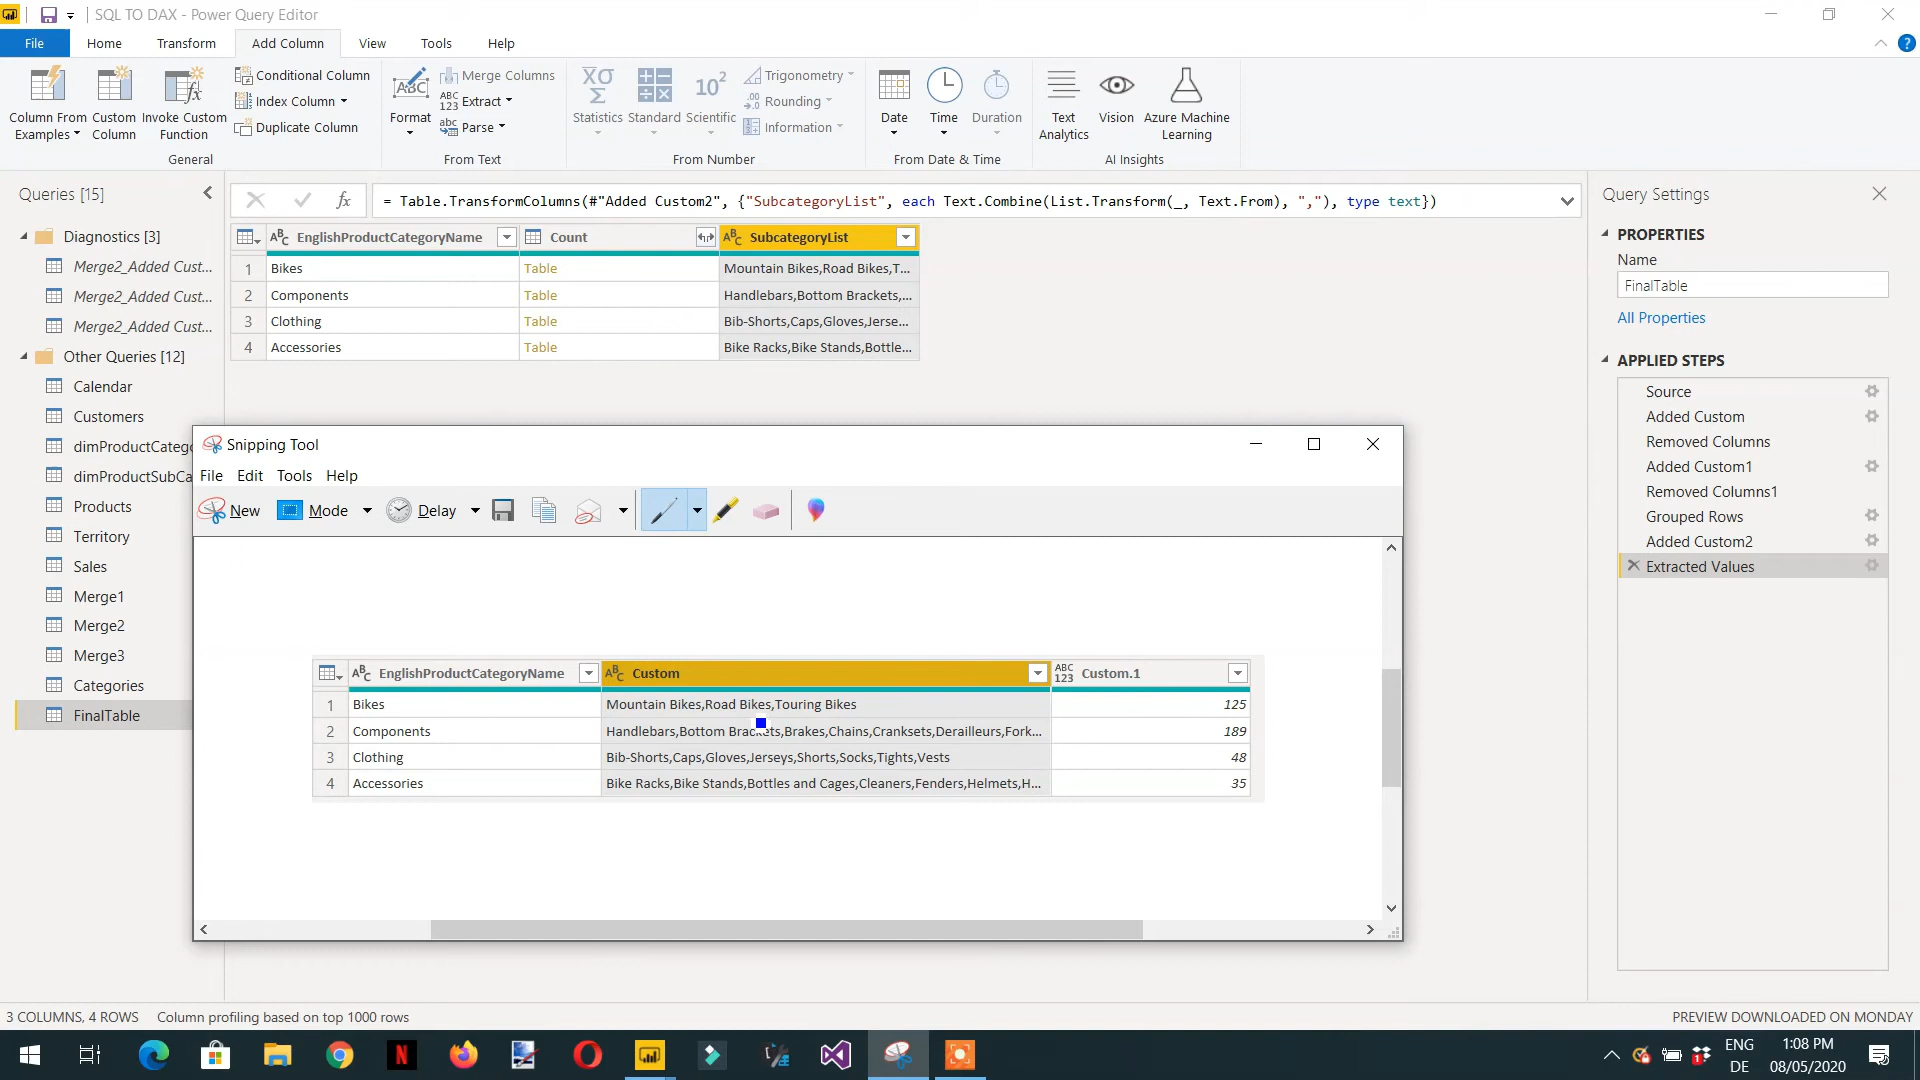 SQL TO DAX - Power Query Editor
File Home Transform Add Column View Tools Help
Column From Examples
Custom Column
Invoke Custom Function
Conditional Column
Index Column
Duplicate Column
General
Format
Merge Columns
Extract
Parse
From Text
Statistics
Standard
Scientific
Trigonometry
Rounding
Information
From Number
Date
Time
Duration
From Date & Time
Text Analytics
Vision
Azure Machine Learning
AI Insights
Queries [15]
Diagnostics [3]
Merge2_Added Cust...
Merge2_Added Cust...
Merge2_Added Cust...
Other Queries [12]
Calendar
Customers
dimProductCateg
dimProductSubCa
Products
Territory
Sales
Merge1
Merge2
Merge3
Categories
FinalTable
= Table.TransformColumns(#"Added Custom2", {"SubcategoryList", each Text.Combine(List.Transform(_, Text.From), ","), type text})
EnglishProductCategoryName Count SubcategoryList
1 Bikes Table Mountain Bikes,Road Bikes,T...
2 Components Table Handlebars,Bottom Brackets,...
3 Clothing Table Bib-Shorts,Caps,Gloves,Jerse...
4 Accessories Table Bike Racks,Bike Stands,Bottle...
Snipping Tool
File Edit Tools Help
New Mode Delay
EnglishProductCategoryName Custom ABC 123 Custom.1
1 Bikes Mountain Bikes,Road Bikes,Touring Bikes 125
2 Components Handlebars,Bottom Brackets,Brakes,Chains,Cranksets,Derailleurs,Fork... 189
3 Clothing Bib-Shorts,Caps,Gloves,Jerseys,Shorts,Socks,Tights,Vests 48
4 Accessories Bike Racks,Bike Stands,Bottles and Cages,Cleaners,Fenders,Helmets,H... 35
Query Settings
PROPERTIES
Name
FinalTable
All Properties
APPLIED STEPS
Source
Added Custom
Removed Columns
Added Custom1
Removed Columns1
Grouped Rows
Added Custom2
Extracted Values
3 COLUMNS, 4 ROWS Column profiling based on top 1000 rows
PREVIEW DOWNLOADED ON MONDAY
ENG
DE
1:08 PM
08/05/2020